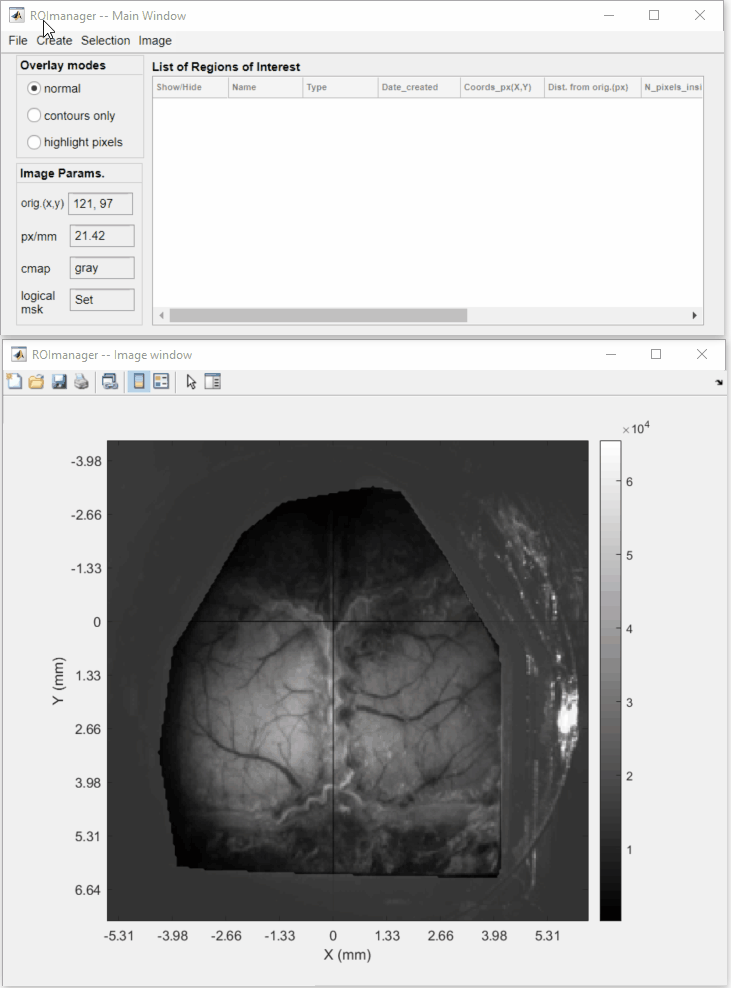 ROImanager -- Main Window
File Create Selection Image
Overlay modes
normal
contours only
highlight pixels
Image Params.
orig.(x,y) 121, 97
px/mm 21.42
cmap gray
logical msk Set
List of Regions of Interest
Show/Hide Name Type Date_created Coords_px(X,Y) Dist. from orig.(px) N_pixels_insi
ROImanager -- Image window
×10⁴
-3.98
-2.66
-1.33
0
1.33
2.66
3.98
5.31
6.64
Y (mm)
6
5
4
3
2
1
-5.31 -3.98 -2.66 -1.33 0 1.33 2.66 3.98 5.31
X (mm)